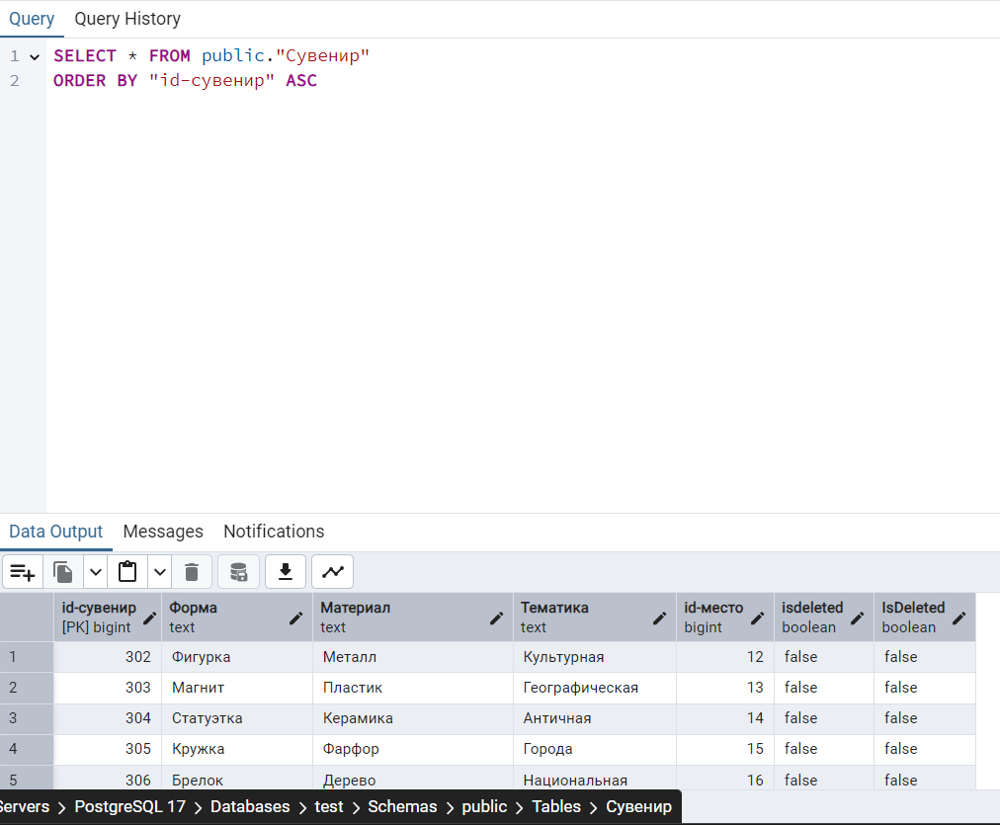 Query Query History
1 SELECT * FROM public."Сувенир"
2 ORDER BY "id-сувенир" ASC
Data Output Messages Notifications
id-сувенир Форма Материал Тематика id-место isdeleted IsDeleted
[PK] bigint text text text bigint boolean boolean
1 302 Фигурка Металл Культурная 12 false false
2 303 Магнит Пластик Географическая 13 false false
3 304 Статуэтка Керамика Античная 14 false false
4 305 Кружка Фарфор Города 15 false false
5 306 Брелок Дерево Национальная 16 false false
Servers > PostgreSQL 17 > Databases > test > Schemas > public > Tables > Сувенир